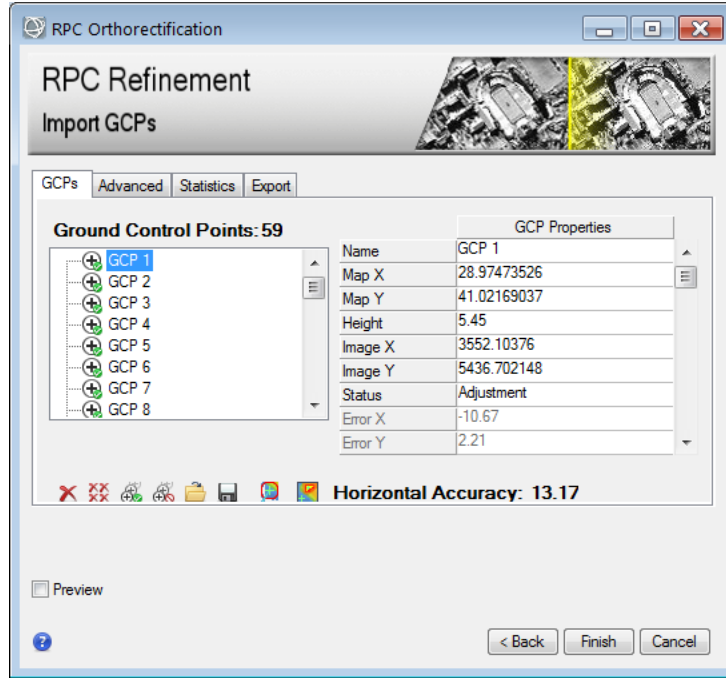 RPC Orthorectification
RPC Refinement
Import GCPs
GCPs Advanced Statistics Export
Ground Control Points: 59
GCP 1
GCP 2
GCP 3
GCP 4
GCP 5
GCP 6
GCP 7
GCP 8
GCP Properties
Name GCP 1
Map X 28.97473526
Map Y 41.02169037
Height 5.45
Image X 3552.10376
Image Y 5436.702148
Status Adjustment
Error X -10.67
Error Y 2.21
Horizontal Accuracy: 13.17
Preview
? < Back Finish Cancel